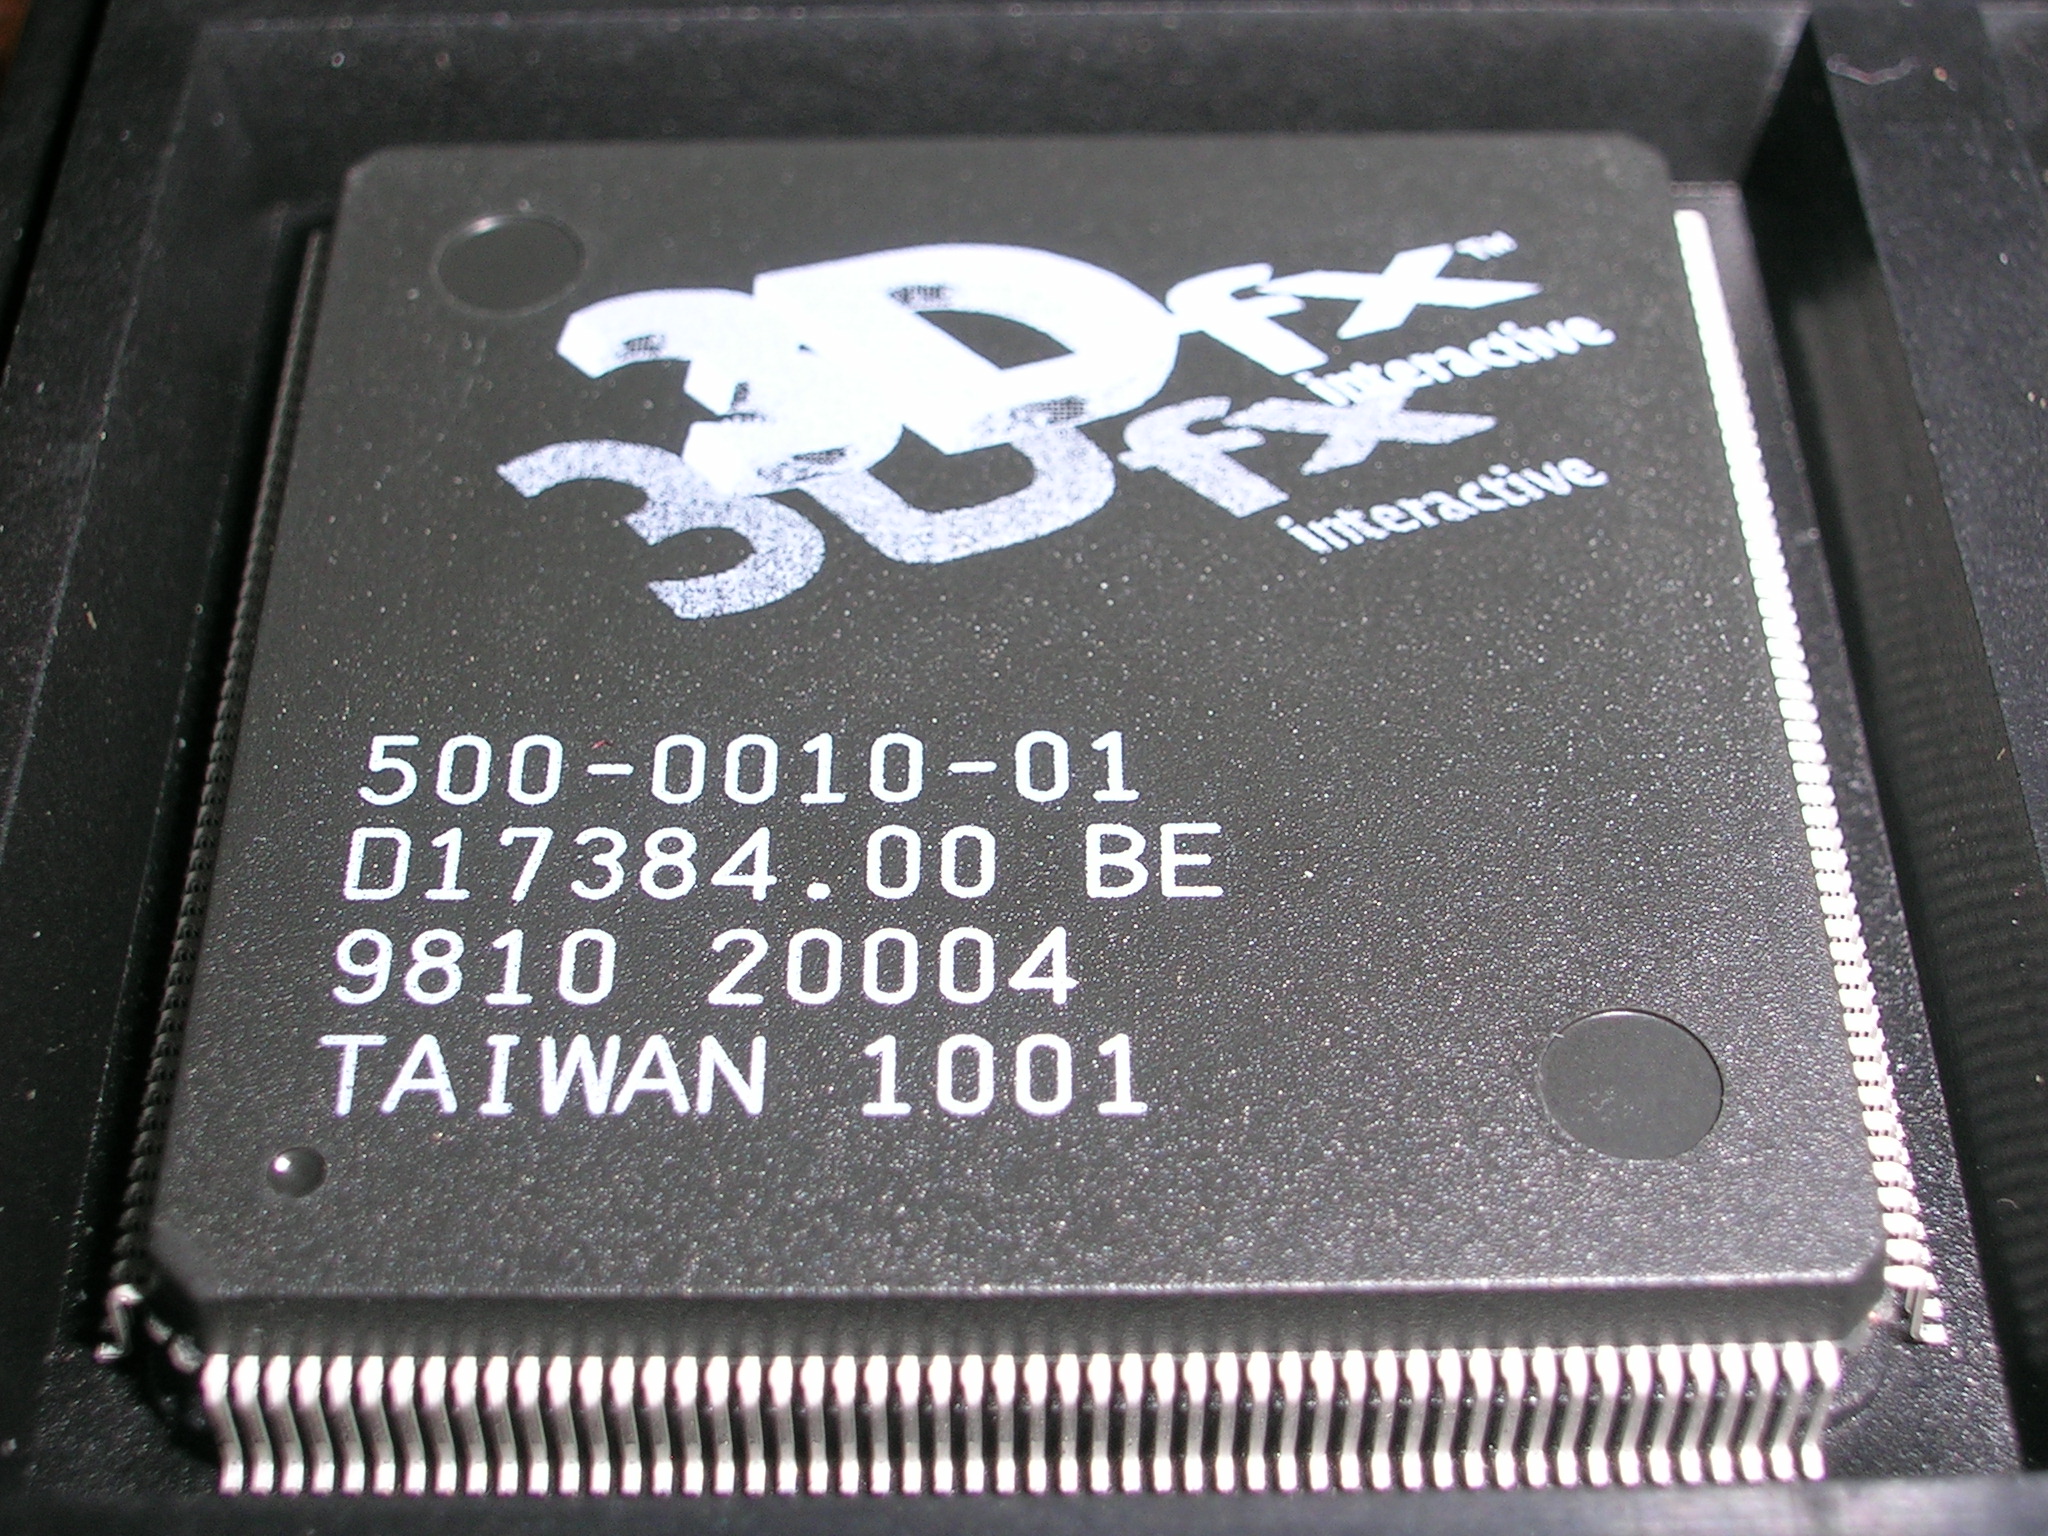 3Dfx™
interactive
3Dfx
interactive
500-0010-01
D17384.00 BE
9810 20004
TAIWAN 1001